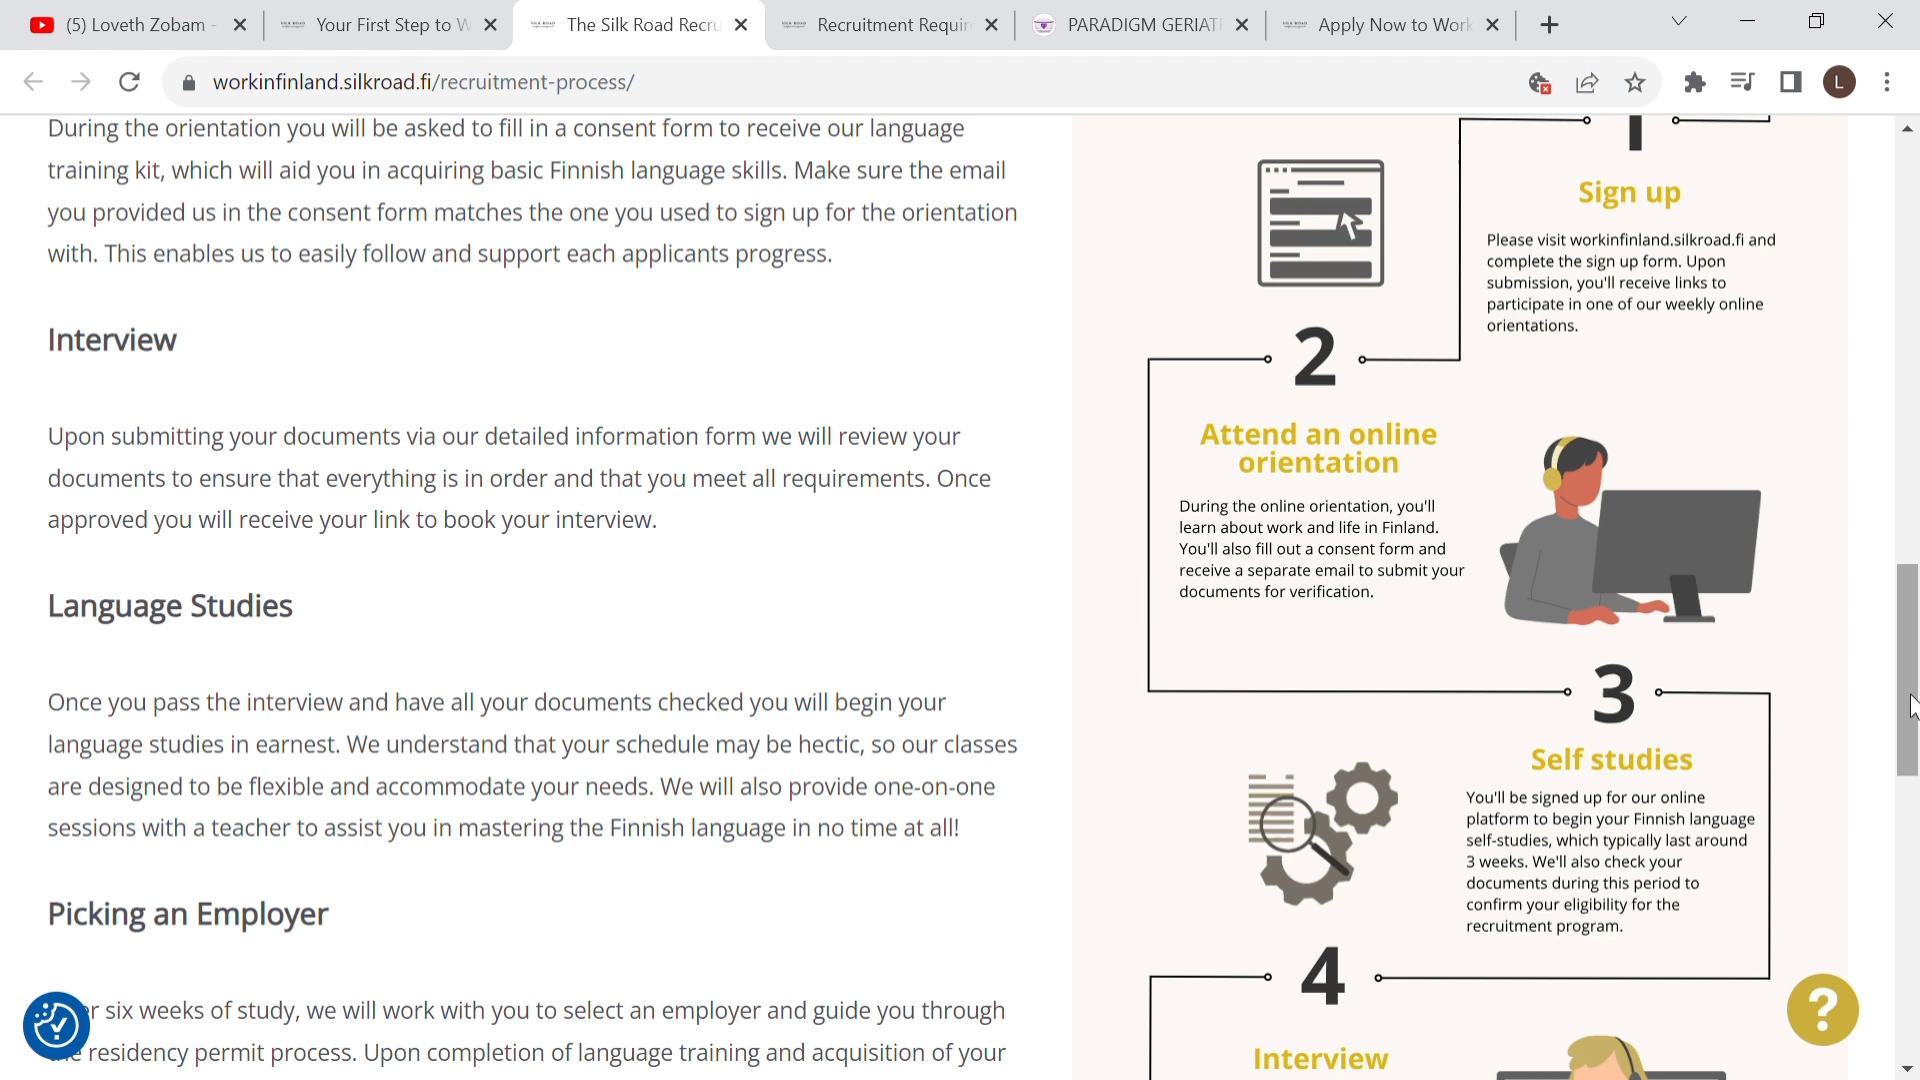 (5) Loveth Zobam -
Your First Step to W
The Silk Road Recru
Recruitment Requir
PARADIGM GERIATI
Apply Now to Work
workinfinland.silkroad.fi/recruitment-process/
L
During the orientation you will be asked to fill in a consent form to receive our language
training kit, which will aid you in acquiring basic Finnish language skills. Make sure the email
you provided us in the consent form matches the one you used to sign up for the orientation
with. This enables us to easily follow and support each applicants progress.
Interview
Upon submitting your documents via our detailed information form we will review your
documents to ensure that everything is in order and that you meet all requirements. Once
approved you will receive your link to book your interview.
Language Studies
Once you pass the interview and have all your documents checked you will begin your
language studies in earnest. We understand that your schedule may be hectic, so our classes
are designed to be flexible and accommodate your needs. We will also provide one-on-one
sessions with a teacher to assist you in mastering the Finnish language in no time at all!
Picking an Employer
six weeks of study, we will work with you to select an employer and guide you through
residency permit process. Upon completion of language training and acquisition of your
1
Sign up
Please visit workinfinland.silkroad.fi and
complete the sign up form. Upon
submission, you'll receive links to
participate in one of our weekly online
orientations.
2
Attend an online
orientation
During the online orientation, you'll
learn about work and life in Finland.
You'll also fill out a consent form and
receive a separate email to submit your
documents for verification.
3
Self studies
You'll be signed up for our online
platform to begin your Finnish language
self-studies, which typically last around
3 weeks. We'll also check your
documents during this period to
confirm your eligibility for the
recruitment program.
4
Interview
?